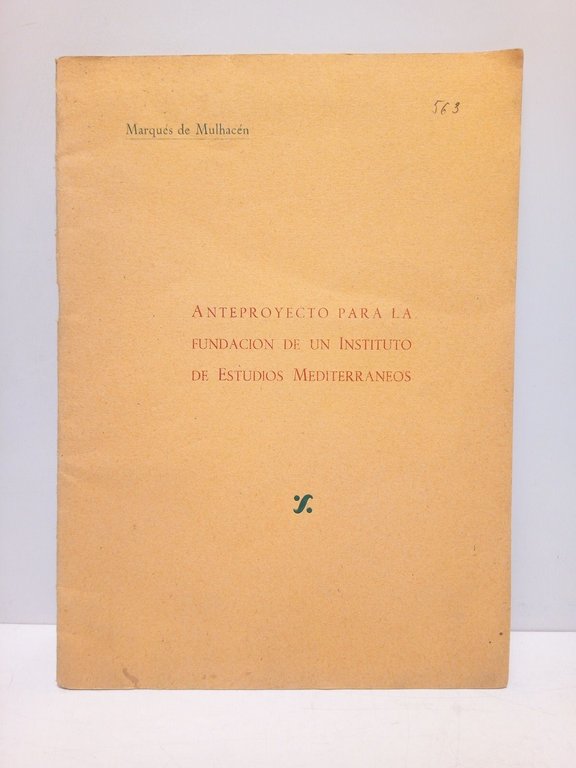 563
Marqués de Mulhacén
ANTEPROYECTO PARA LA
FUNDACION DE UN INSTITUTO
DE ESTUDIOS MEDITERRANEOS